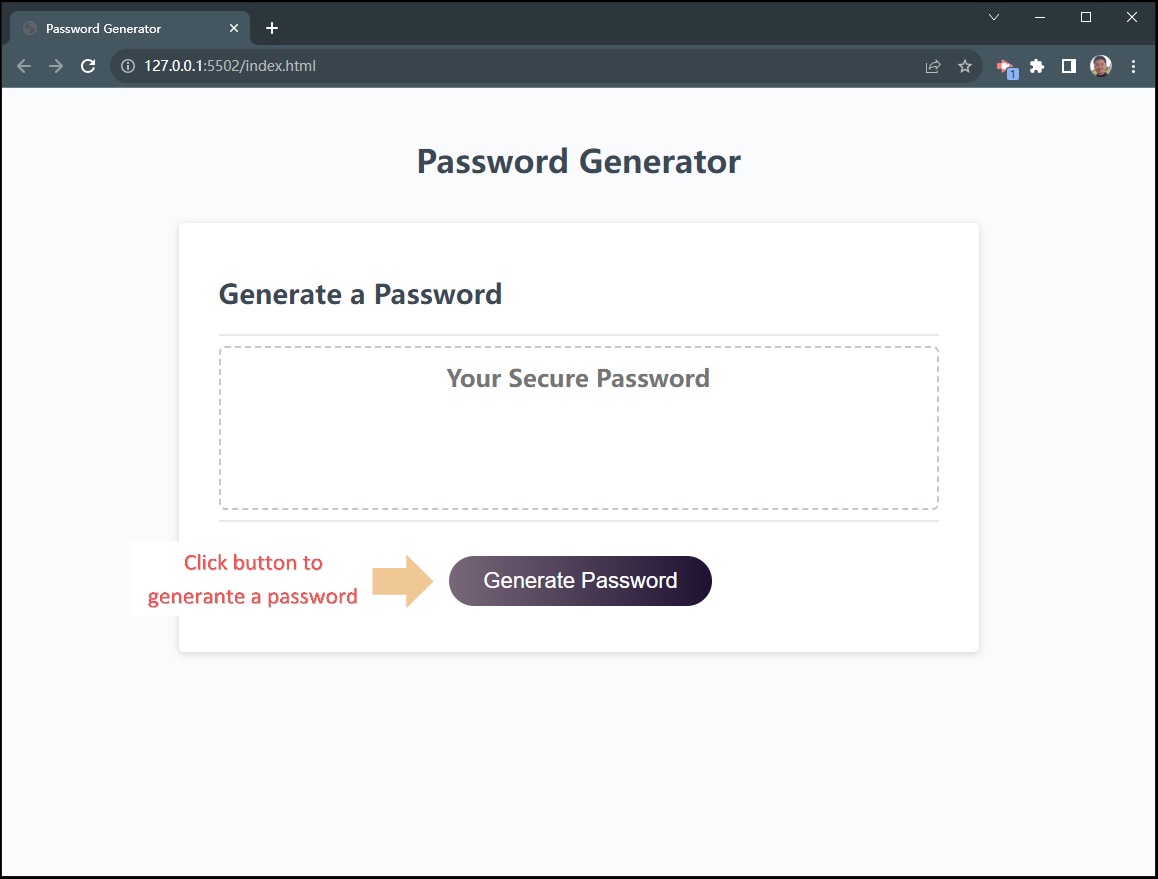 Password Generator
127.0.0.1:5502/index.html
1
Password Generator
Generate a Password
Your Secure Password
Click button to
generante a password
Generate Password